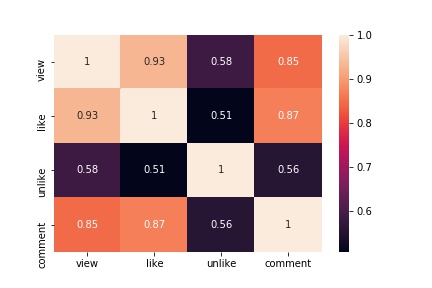 view 1 0.93 0.58 0.85
like 0.93 1 0.51 0.87
unlike 0.58 0.51 1 0.56
comment 0.85 0.87 0.56 1
view like unlike comment
1.0
0.9
0.8
0.7
0.6